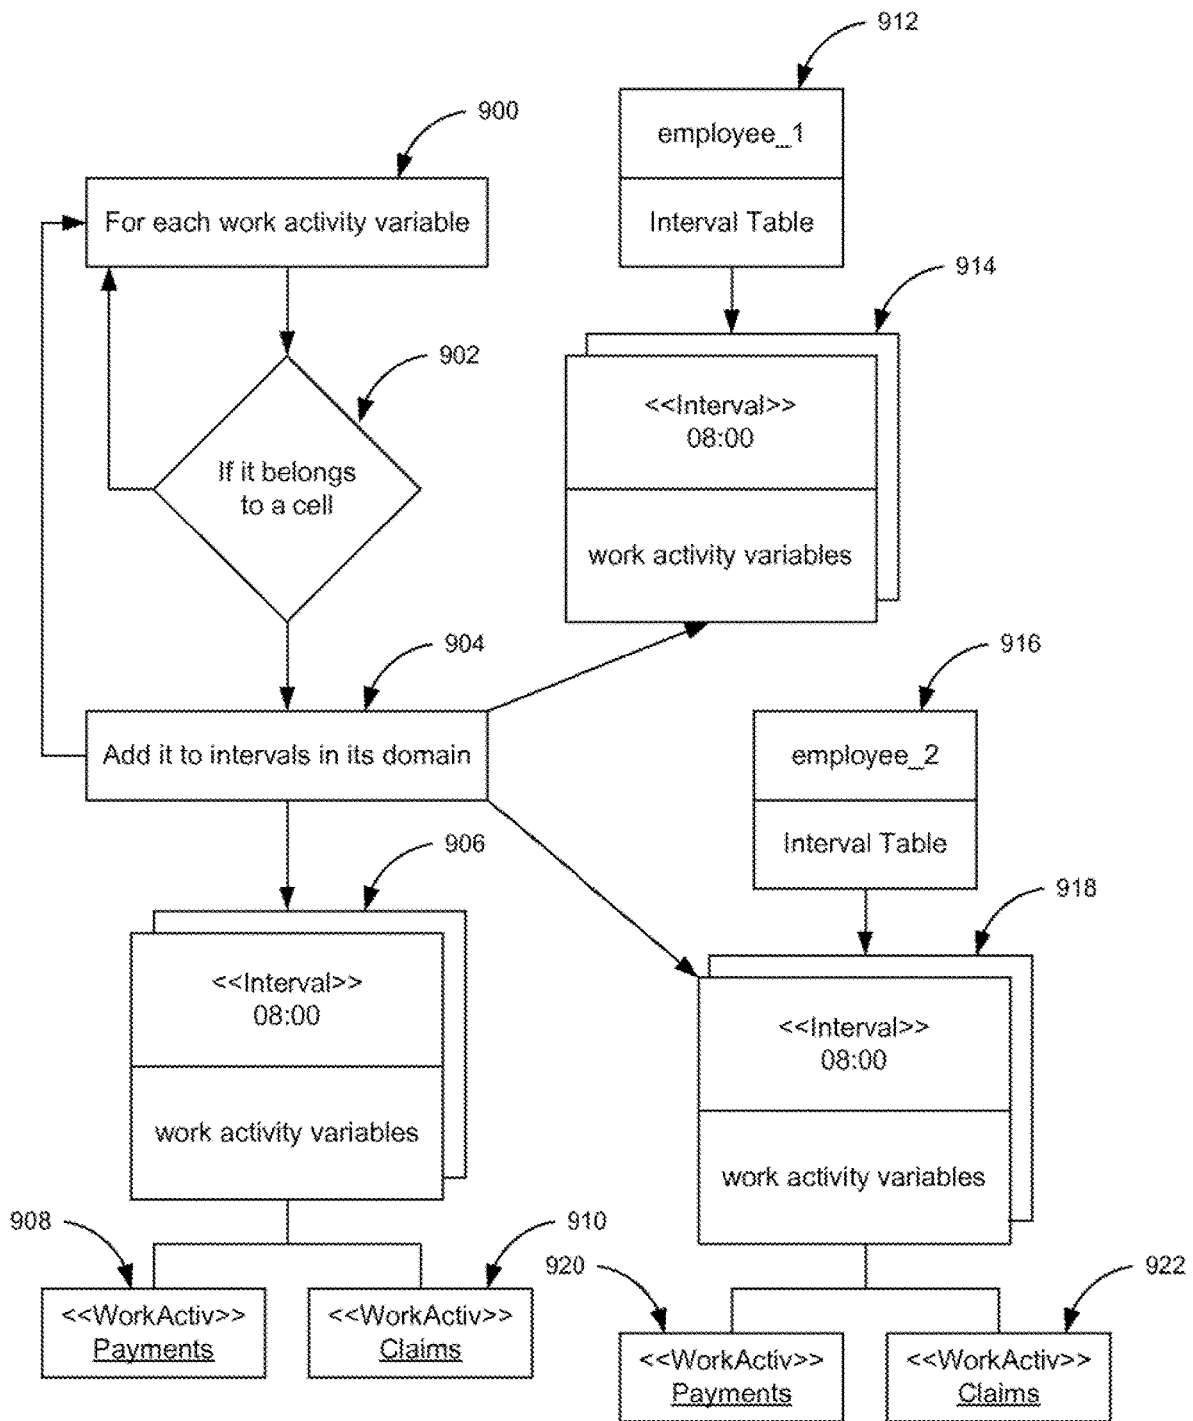 912
employee_1
Interval Table
900
For each work activity variable
914
<<Interval>>
08:00
work activity variables
902
If it belongs
to a cell
904
Add it to intervals in its domain
916
employee_2
Interval Table
906
<<Interval>>
08:00
work activity variables
918
<<Interval>>
08:00
work activity variables
908
<<WorkActiv>>
Payments
910
<<WorkActiv>>
Claims
920
<<WorkActiv>>
Payments
922
<<WorkActiv>>
Claims